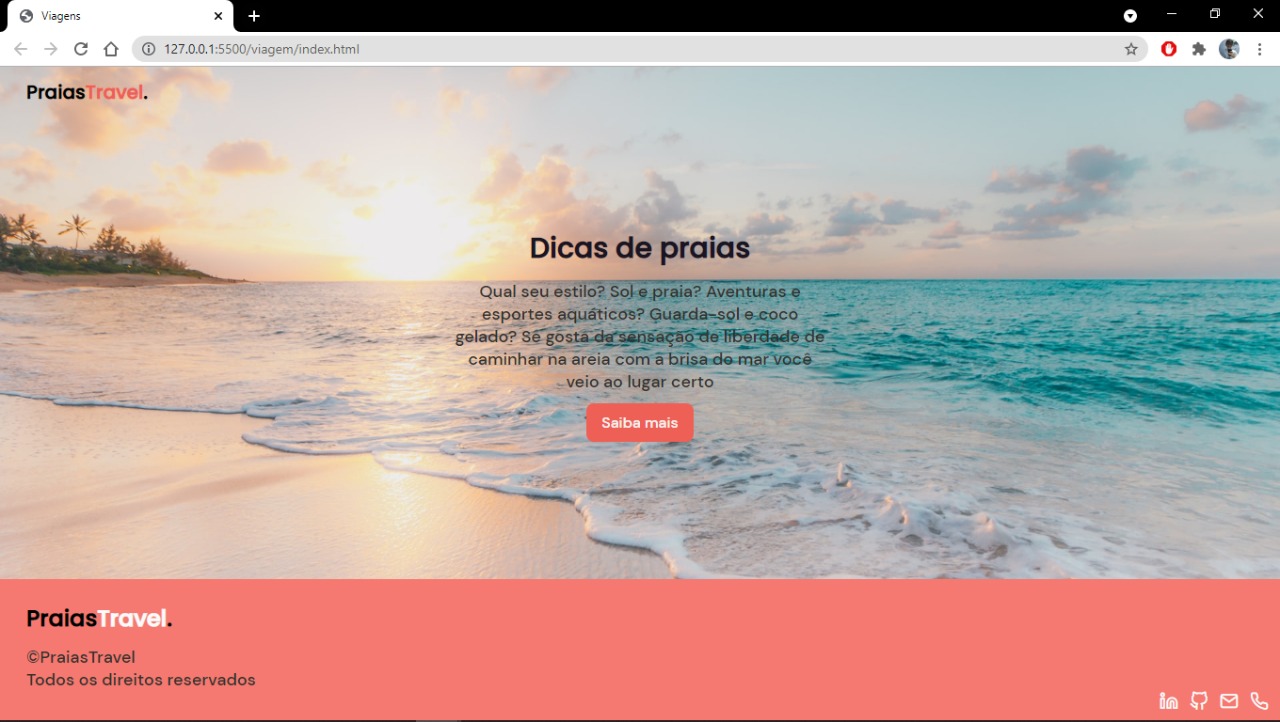 Viagens
127.0.0.1:5500/viagem/index.html
PraiasTravel.
Dicas de praias
Qual seu estilo? Sol e praia? Aventuras e
esportes aquáticos? Guarda-sol e coco
gelado? Se gosta da sensação de liberdade de
caminhar na areia com a brisa do mar você
veio ao lugar certo
Saiba mais
PraiasTravel.
©PraiasTravel
Todos os direitos reservados